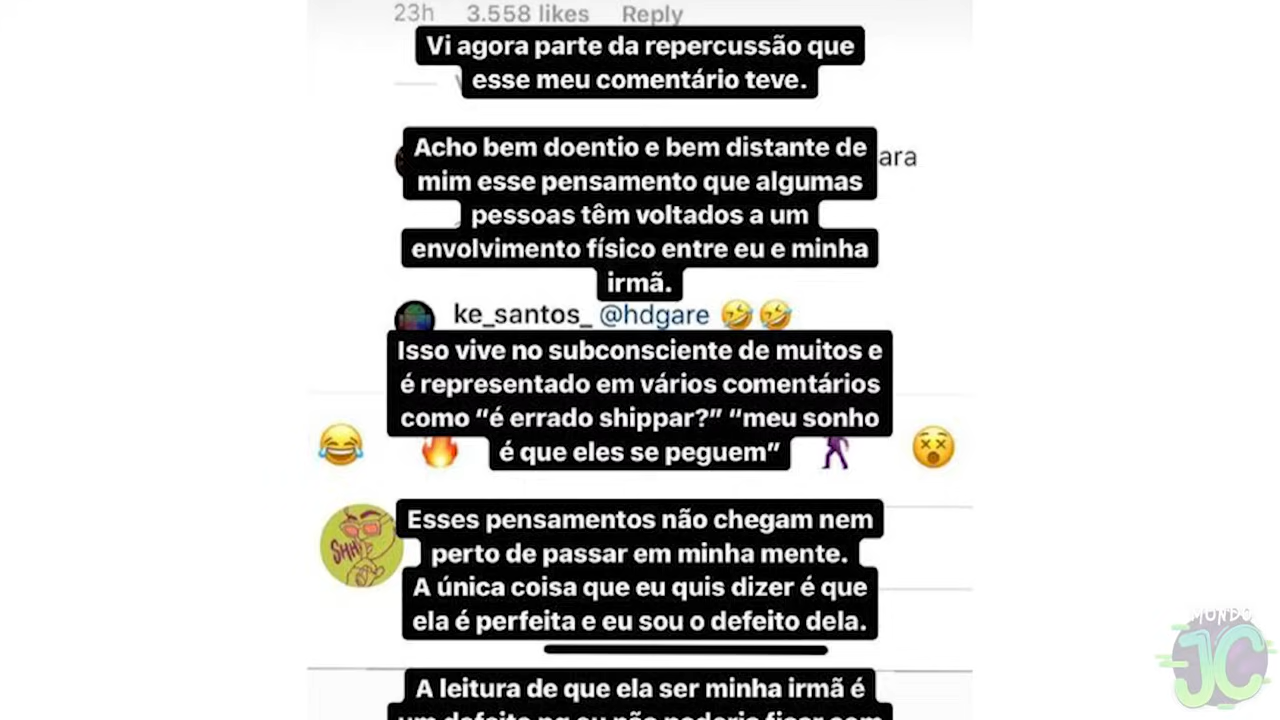 23h 3.558 likes Reply
Vi agora parte da repercussão que
esse meu comentário teve.
Acho bem doentio e bem distante de
mim esse pensamento que algumas
pessoas têm voltados a um
envolvimento físico entre eu e minha
irmã.
ara
ke_santos_ @hdgare 🤣🤣
Isso vive no subconsciente de muitos e
é representado em vários comentários
como “é errado shippar?” “meu sonho
é que eles se peguem”
SHH
Esses pensamentos não chegam nem
perto de passar em minha mente.
A única coisa que eu quis dizer é que
ela é perfeita e eu sou o defeito dela.
MUNDO
JC
A leitura de que ela ser minha irmã é